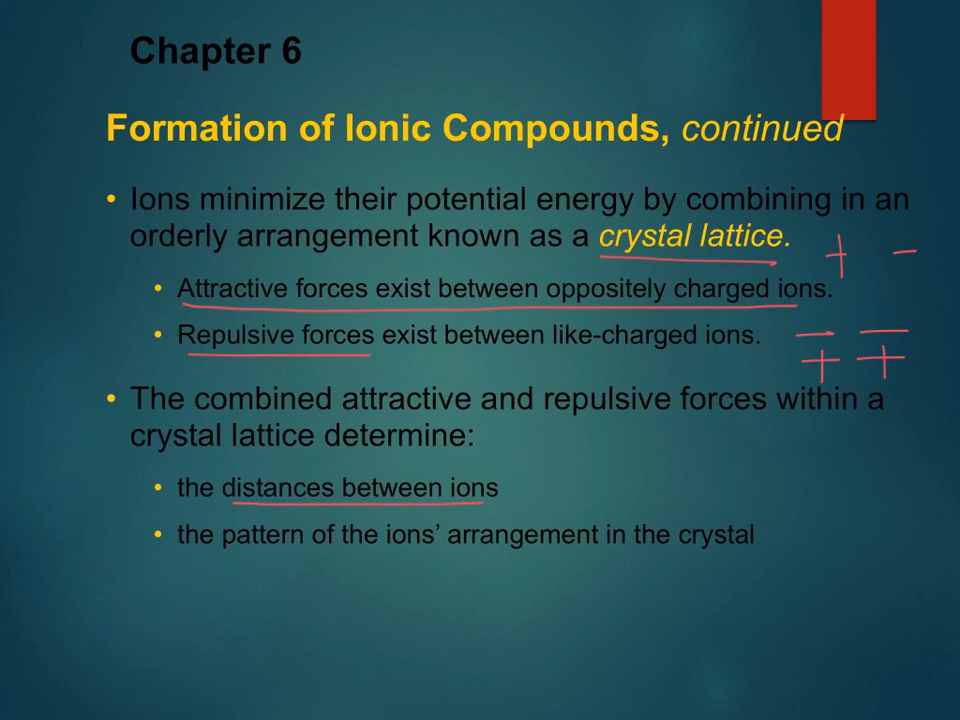 Chapter 6
Formation of Ionic Compounds, continued
• Ions minimize their potential energy by combining in an
orderly arrangement known as a crystal lattice.
+ −
• Attractive forces exist between oppositely charged ions.
• Repulsive forces exist between like-charged ions.
− −
+ +
• The combined attractive and repulsive forces within a
crystal lattice determine:
• the distances between ions
• the pattern of the ions’ arrangement in the crystal